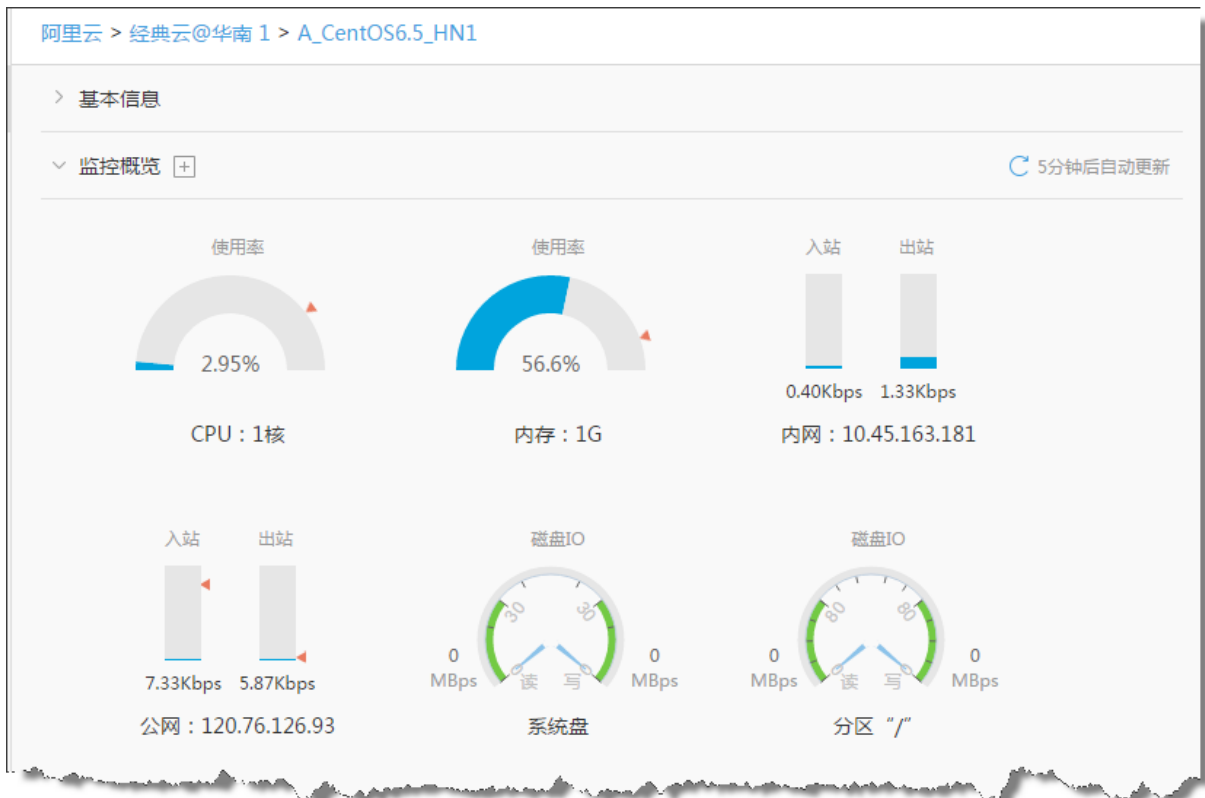 阿里云 > 经典云@华南 1 > A_CentOS6.5_HN1
基本信息
监控概览
5分钟后自动更新
使用率
2.95%
CPU：1核
使用率
56.6%
内存：1G
入站 出站
0.40Kbps 1.33Kbps
内网：10.45.163.181
入站 出站
7.33Kbps 5.87Kbps
公网：120.76.126.93
磁盘IO
30 30
0 0 0 0
MBps 读 写 MBps
系统盘
磁盘IO
80 80
0 0 0 0
MBps 读 写 MBps
分区 “/”